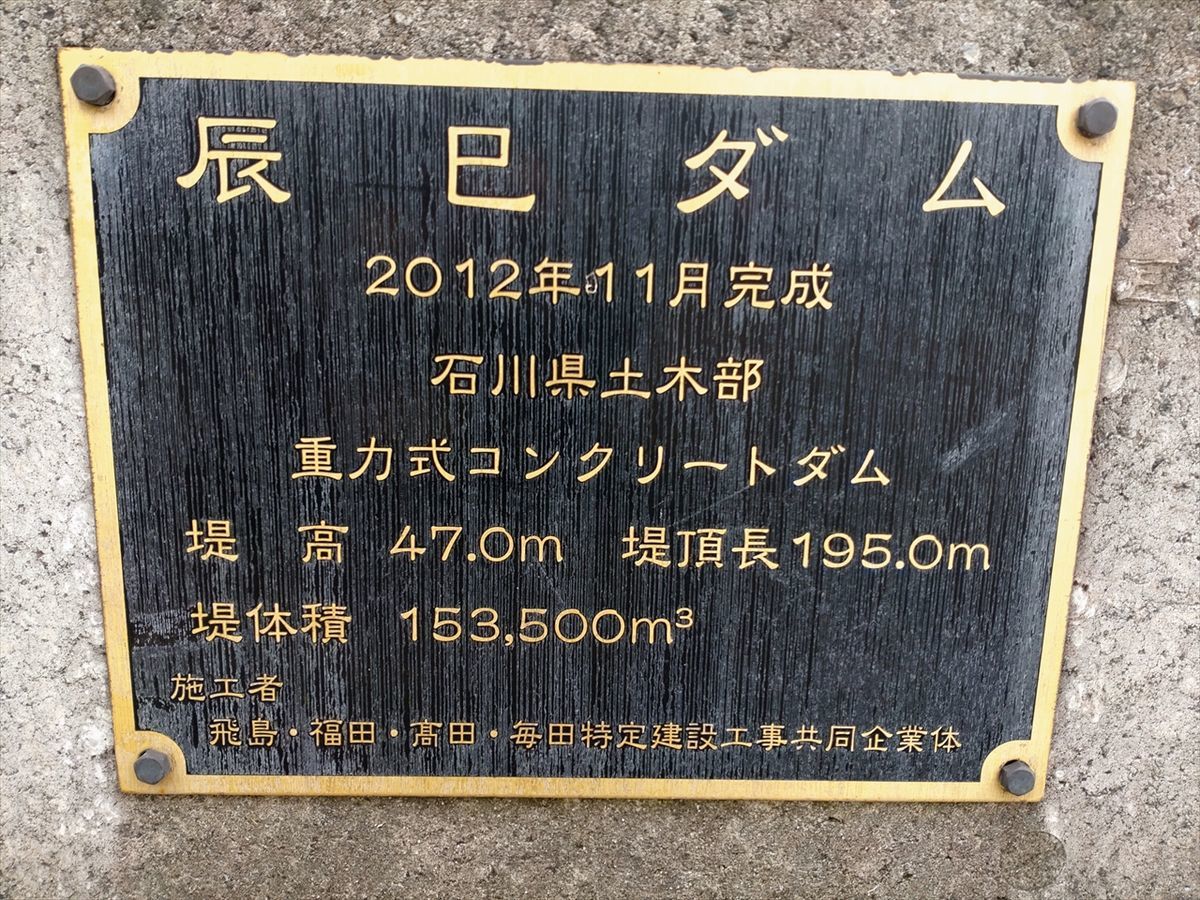 辰巳ダム
2012年11月完成
石川県土木部
重力式コンクリートダム
堤 高 47.0m 堤頂長195.0m
堤体積 153,500m³
施工者
飛島・福田・髙田・毎田特定建設工事共同企業体